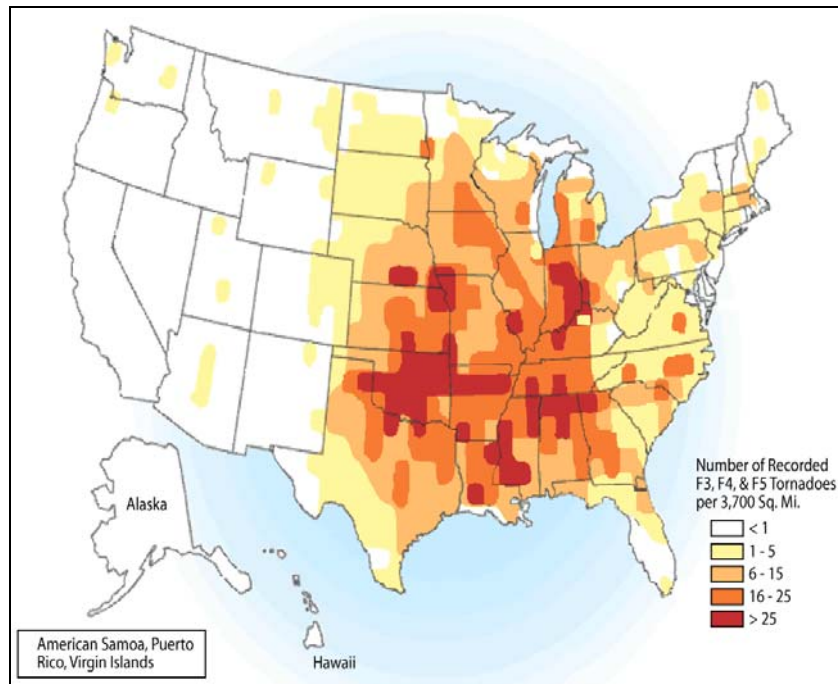 Alaska
Hawaii
American Samoa, Puerto
Rico, Virgin Islands
Number of Recorded
F3, F4, & F5 Tornadoes
per 3,700 Sq. Mi.
< 1
1 - 5
6 - 15
16 - 25
> 25